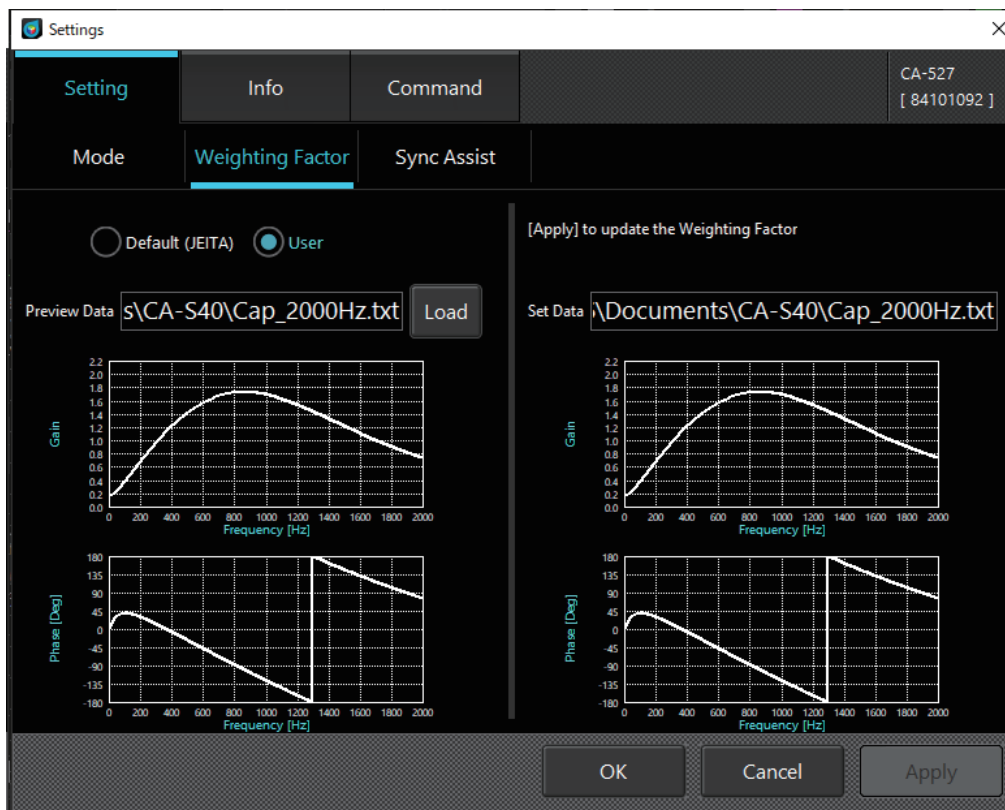 Settings
Setting Info Command
CA-527
[ 84101092 ]
Mode Weighting Factor Sync Assist
Default (JEITA) User
[Apply] to update the Weighting Factor
Preview Data s\CA-S40\Cap_2000Hz.txt Load
Set Data \Documents\CA-S40\Cap_2000Hz.txt
Gain
2.2
2.0
1.8
1.6
1.4
1.2
1.0
0.8
0.6
0.4
0.2
0.0
0 200 400 600 800 1000 1200 1400 1600 1800 2000
Frequency [Hz]
Gain
2.2
2.0
1.8
1.6
1.4
1.2
1.0
0.8
0.6
0.4
0.2
0.0
0 200 400 600 800 1000 1200 1400 1600 1800 2000
Frequency [Hz]
Phase [Deg]
180
135
90
45
0
-45
-90
-135
-180
0 200 400 600 800 1000 1200 1400 1600 1800 2000
Frequency [Hz]
Phase [Deg]
180
135
90
45
0
-45
-90
-135
-180
0 200 400 600 800 1000 1200 1400 1600 1800 2000
Frequency [Hz]
OK Cancel Apply